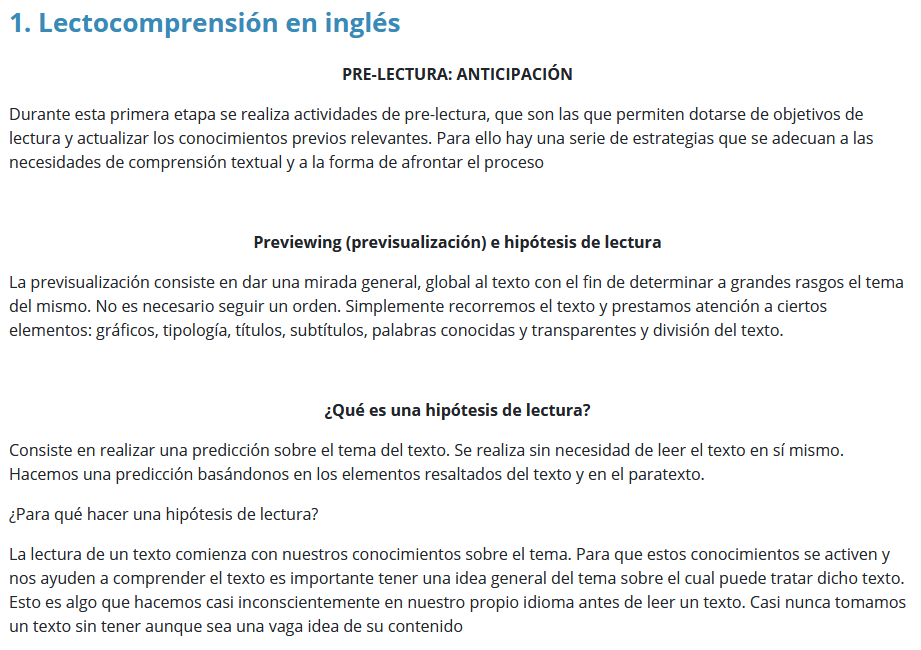 1. Lectocomprensión en inglés
PRE-LECTURA: ANTICIPACIÓN
Durante esta primera etapa se realiza actividades de pre-lectura, que son las que permiten dotarse de objetivos de
lectura y actualizar los conocimientos previos relevantes. Para ello hay una serie de estrategias que se adecuan a las
necesidades de comprensión textual y a la forma de afrontar el proceso
Previewing (previsualización) e hipótesis de lectura
La previsualización consiste en dar una mirada general, global al texto con el fin de determinar a grandes rasgos el tema
del mismo. No es necesario seguir un orden. Simplemente recorremos el texto y prestamos atención a ciertos
elementos: gráficos, tipología, títulos, subtítulos, palabras conocidas y transparentes y división del texto.
¿Qué es una hipótesis de lectura?
Consiste en realizar una predicción sobre el tema del texto. Se realiza sin necesidad de leer el texto en sí mismo.
Hacemos una predicción basándonos en los elementos resaltados del texto y en el paratexto.
¿Para qué hacer una hipótesis de lectura?
La lectura de un texto comienza con nuestros conocimientos sobre el tema. Para que estos conocimientos se activen y
nos ayuden a comprender el texto es importante tener una idea general del tema sobre el cual puede tratar dicho texto.
Esto es algo que hacemos casi inconscientemente en nuestro propio idioma antes de leer un texto. Casi nunca tomamos
un texto sin tener aunque sea una vaga idea de su contenido